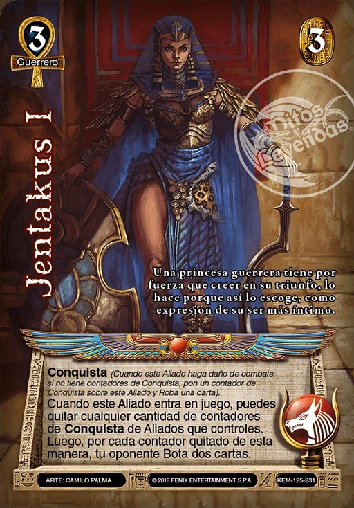 3
Guerrero
3
Mitos
y
Leyendas
Jentakus I
Una princesa guerrera tiene por
fuerza que creer en su triunfo, lo
hace porque así lo escoge; como
expresión de su ser más íntimo.
Conquista (Cuando este Aliado haga daño de combate,
si no tiene contadores de Conquista, pon un contador de
Conquista sobre este Aliado y Roba una carta).
Cuando este Aliado entra en juego, puedes
quitar cualquier cantidad de contadores
de Conquista de Aliados que controles.
Luego, por cada contador quitado de esta
manera, tu oponente Bota dos cartas.
ARTE: CAMILO PALMA
FENIX ENTERTAINMENT S.P.A.